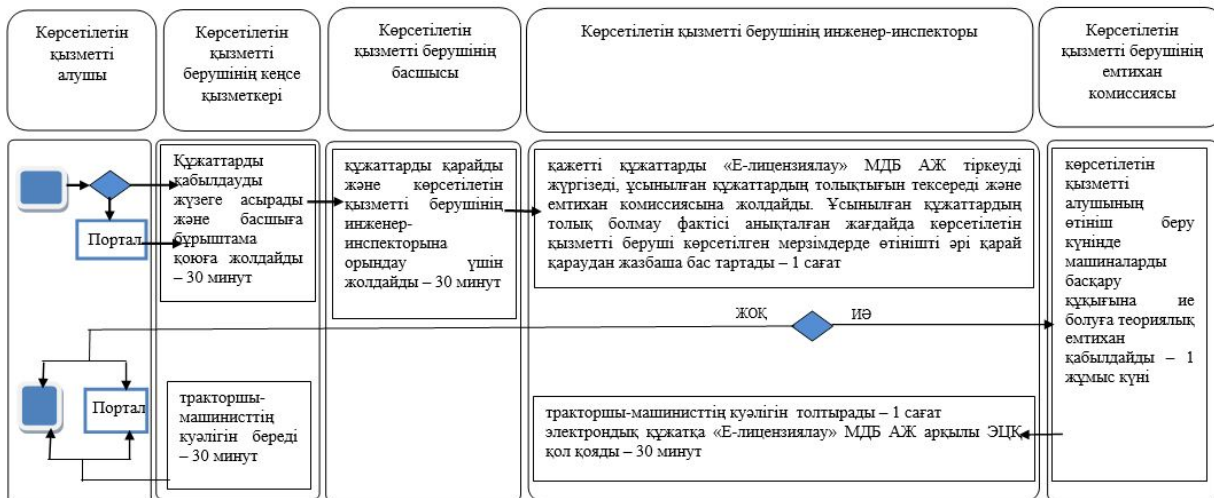 Көрсетілетін
қызметті
алушы
Көрсетілетін
қызметті
берушінің кеңсе
қызметкері
Көрсетілетін
қызметті берушінің
басшысы
Көрсетілетін қызметті берушінің инженер-инспекторы
Көрсетілетін
қызметті берушінің
емтихан
комиссиясы
Портал
Құжаттарды
қабылдауды
жүзеге асырады
және басшыға
бұрыштама
қоюға жолдайды
– 30 минут
құжаттарды қарайды
және көрсетілетін
қызметті берушінің
инженер-
инспекторына
орындау үшін
жолдайды – 30 минут
қажетті құжаттарды «Е-лицензиялау» МДБ АЖ тіркеуді
жүргізеді, ұсынылған құжаттардың толықтығын тексереді және
емтихан комиссиясына жолдайды. Ұсынылған құжаттардың
толық болмау фактісі анықталған жағдайда көрсетілетін
қызметті беруші көрсетілген мерзімдерде өтінішті әрі қарай
қараудан жазбаша бас тартады – 1 сағат
көрсетілетін
қызметті
алушының
өтініш беру
күнінде
машиналарды
басқару
құқығына ие
болуға теориялық
емтихан
қабылдайды – 1
жұмыс күні
ЖОҚ
ИӘ
Портал
тракторшы-
машинисттің
куәлігін береді
– 30 минут
тракторшы-машинисттің куәлігін толтырады – 1 сағат
электрондық құжатқа «Е-лицензиялау» МДБ АЖ арқылы ЭЦҚ
қол қояды – 30 минут